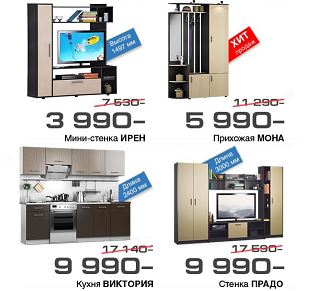 Высота
1497 мм
ХИТ
продаж
7 530-
3 990-
Мини-стенка ИРЕН
11 290-
5 990-
Прихожая МОНА
Длина
2400 мм
Длина
3000 мм
17 140-
9 990-
Кухня ВИКТОРИЯ
17 590-
9 990-
Стенка ПРАДО